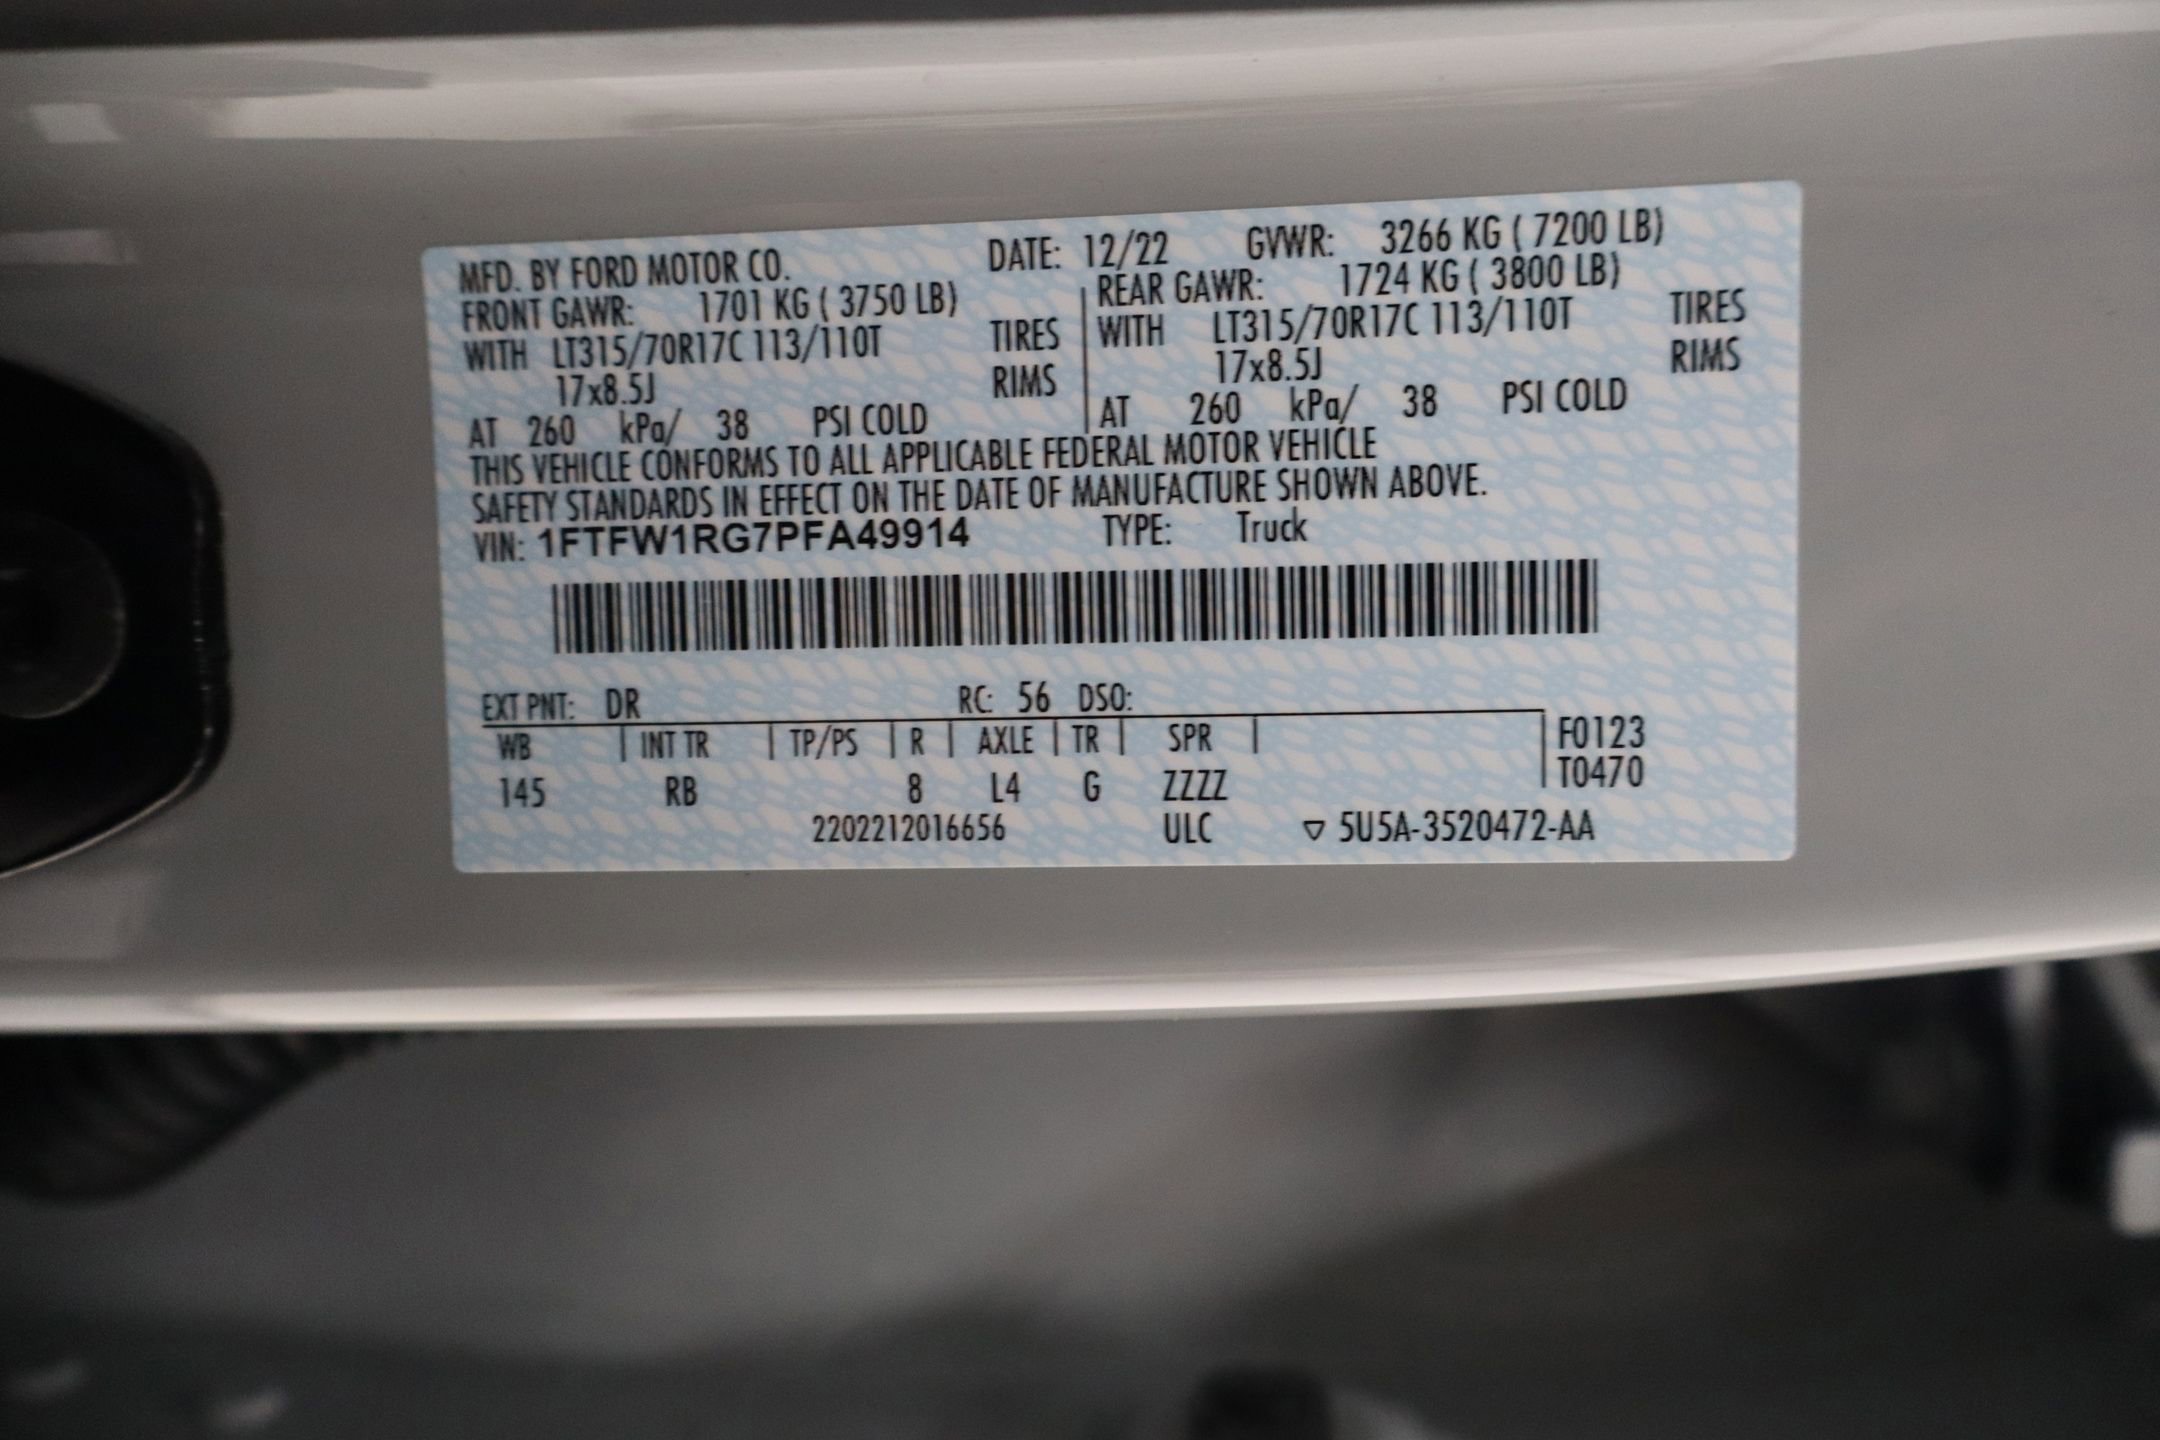 MFD. BY FORD MOTOR CO. DATE: 12/22 GVWR: 3266 KG ( 7200 LB)
FRONT GAWR: 1701 KG ( 3750 LB) REAR GAWR: 1724 KG ( 3800 LB)
WITH LT315/70R17C 113/110T TIRES WITH LT315/70R17C 113/110T TIRES
17x8.5J RIMS 17x8.5J RIMS
AT 260 kPa/ 38 PSI COLD AT 260 kPa/ 38 PSI COLD
THIS VEHICLE CONFORMS TO ALL APPLICABLE FEDERAL MOTOR VEHICLE
SAFETY STANDARDS IN EFFECT ON THE DATE OF MANUFACTURE SHOWN ABOVE.
VIN: 1FTFW1RG7PFA49914 TYPE: Truck
EXT PNT: DR RC: 56 DSO:
WB INT TR TP/PS R AXLE TR SPR F0123
145 RB 8 L4 G ZZZZ T0470
2202212016656 ULC ▽ 5U5A-3520472-AA